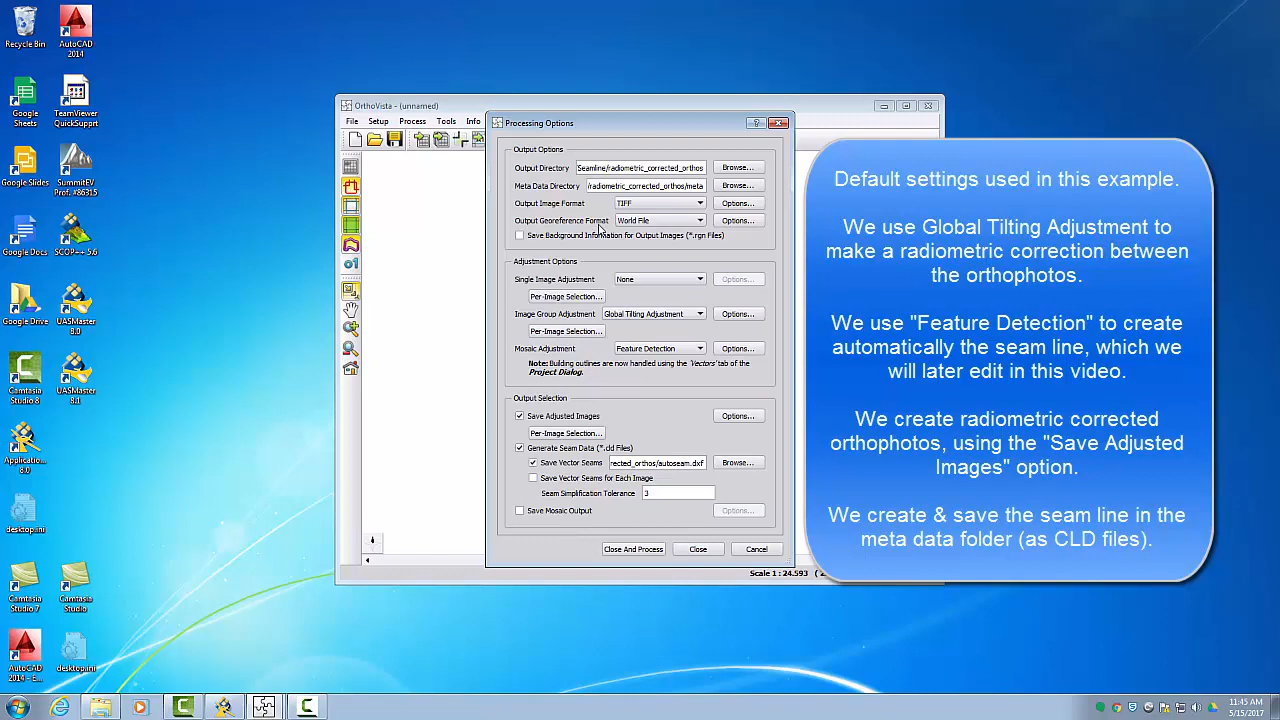 Recycle Bin
AutoCAD
2014
Google
Sheets
TeamViewer
QuickSupprt
Google Slides
SummitEV
Prof. #86315
Google Docs
SCOP++ 5.6
Google Drive
UASMaster
8.0
Camtasia
Studio 8
UASMaster
8.1
Application...
8.0
desktop.ini
Camtasia
Studio 7
Camtasia
Studio
AutoCAD
2014 - E...
desktop.ini
OrthoVista - (unnamed)
File Setup Process Tools Info
Processing Options
Output Options
Output Directory Seamline/radiometric_corrected_orthos Browse...
Meta Data Directory /radiometric_corrected_orthos/meta Browse...
Output Image Format TIFF Options...
Output Georeference Format World File Options...
Save Background Information for Output Images (*.rgn Files)
Adjustment Options
Single Image Adjustment None Options...
Per-Image Selection...
Image Group Adjustment Global Tilting Adjustment Options...
Per-Image Selection...
Mosaic Adjustment Feature Detection Options...
Note: Building outlines are now handled using the 'Vectors' tab of the
Project Dialog.
Output Selection
Save Adjusted Images Options...
Per-Image Selection...
Generate Seam Data (*.cld Files)
Save Vector Seams rected_orthos/autoseam.dxf Browse...
Save Vector Seams for Each Image
Seam Simplification Tolerance 3
Save Mosaic Output Options...
Close And Process Close Cancel
Scale 1 : 24.593
Default settings used in this example.
We use Global Tilting Adjustment to
make a radiometric correction between
the orthophotos.
We use "Feature Detection" to create
automatically the seam line, which we
will later edit in this video.
We create radiometric corrected
orthophotos, using the "Save Adjusted
Images" option.
We create & save the seam line in the
meta data folder (as CLD files).
11:45 AM
5/15/2017